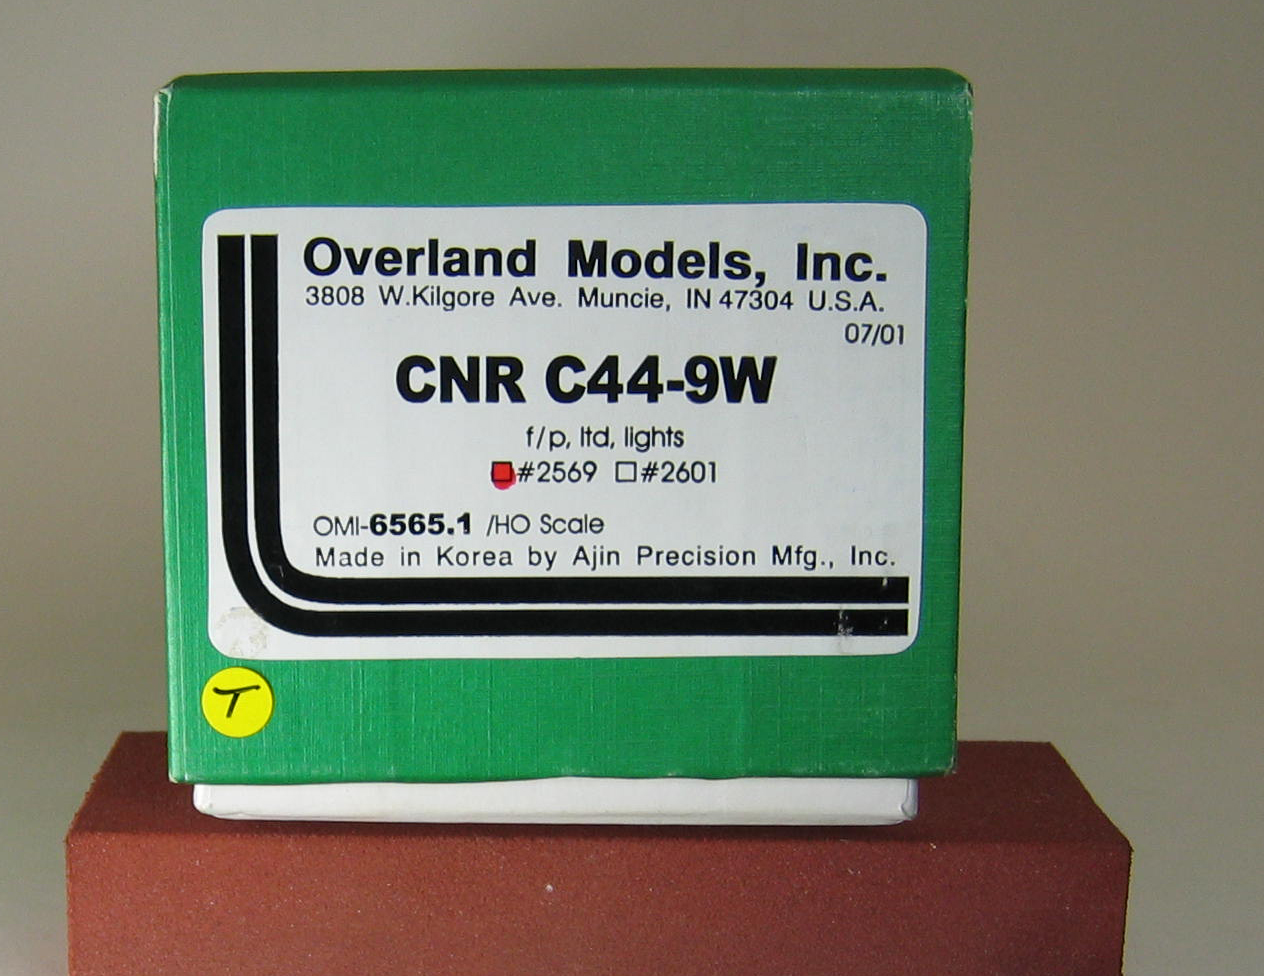 Overland Models, Inc.
3808 W.Kilgore Ave. Muncie, IN 47304 U.S.A.
07/01
CNR C44-9W
f/p, ltd, lights
#2569 #2601
OMI-6565.1 /HO Scale
Made in Korea by Ajin Precision Mfg., Inc.
T